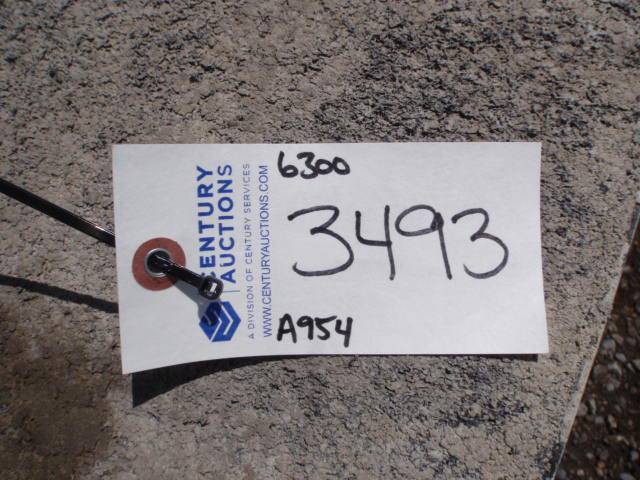 CENTURY
AUCTIONS
A DIVISION OF CENTURY SERVICES
WWW.CENTURYAUCTIONS.COM
6300
3493
A954